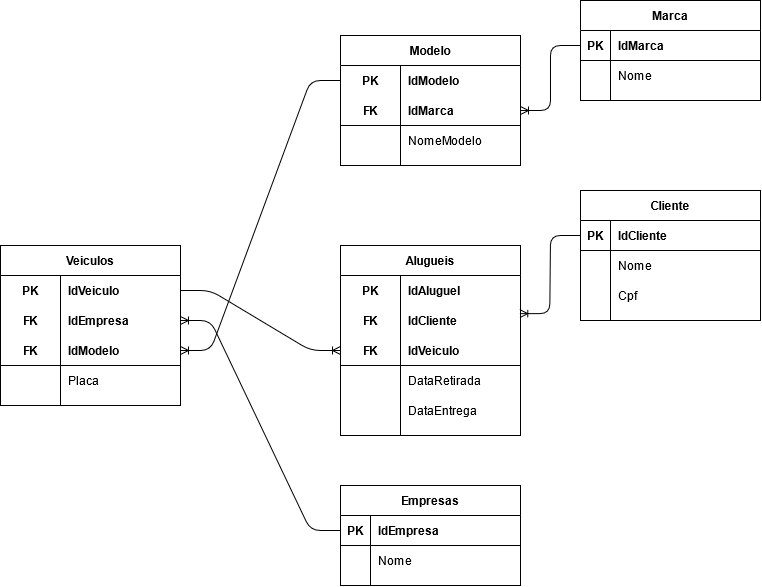 Marca
PK IdMarca
Nome
Modelo
PK IdModelo
FK IdMarca
NomeModelo
Cliente
PK IdCliente
Nome
Cpf
Veiculos
PK IdVeiculo
FK IdEmpresa
FK IdModelo
Placa
Alugueis
PK IdAluguel
FK IdCliente
FK IdVeiculo
DataRetirada
DataEntrega
Empresas
PK IdEmpresa
Nome